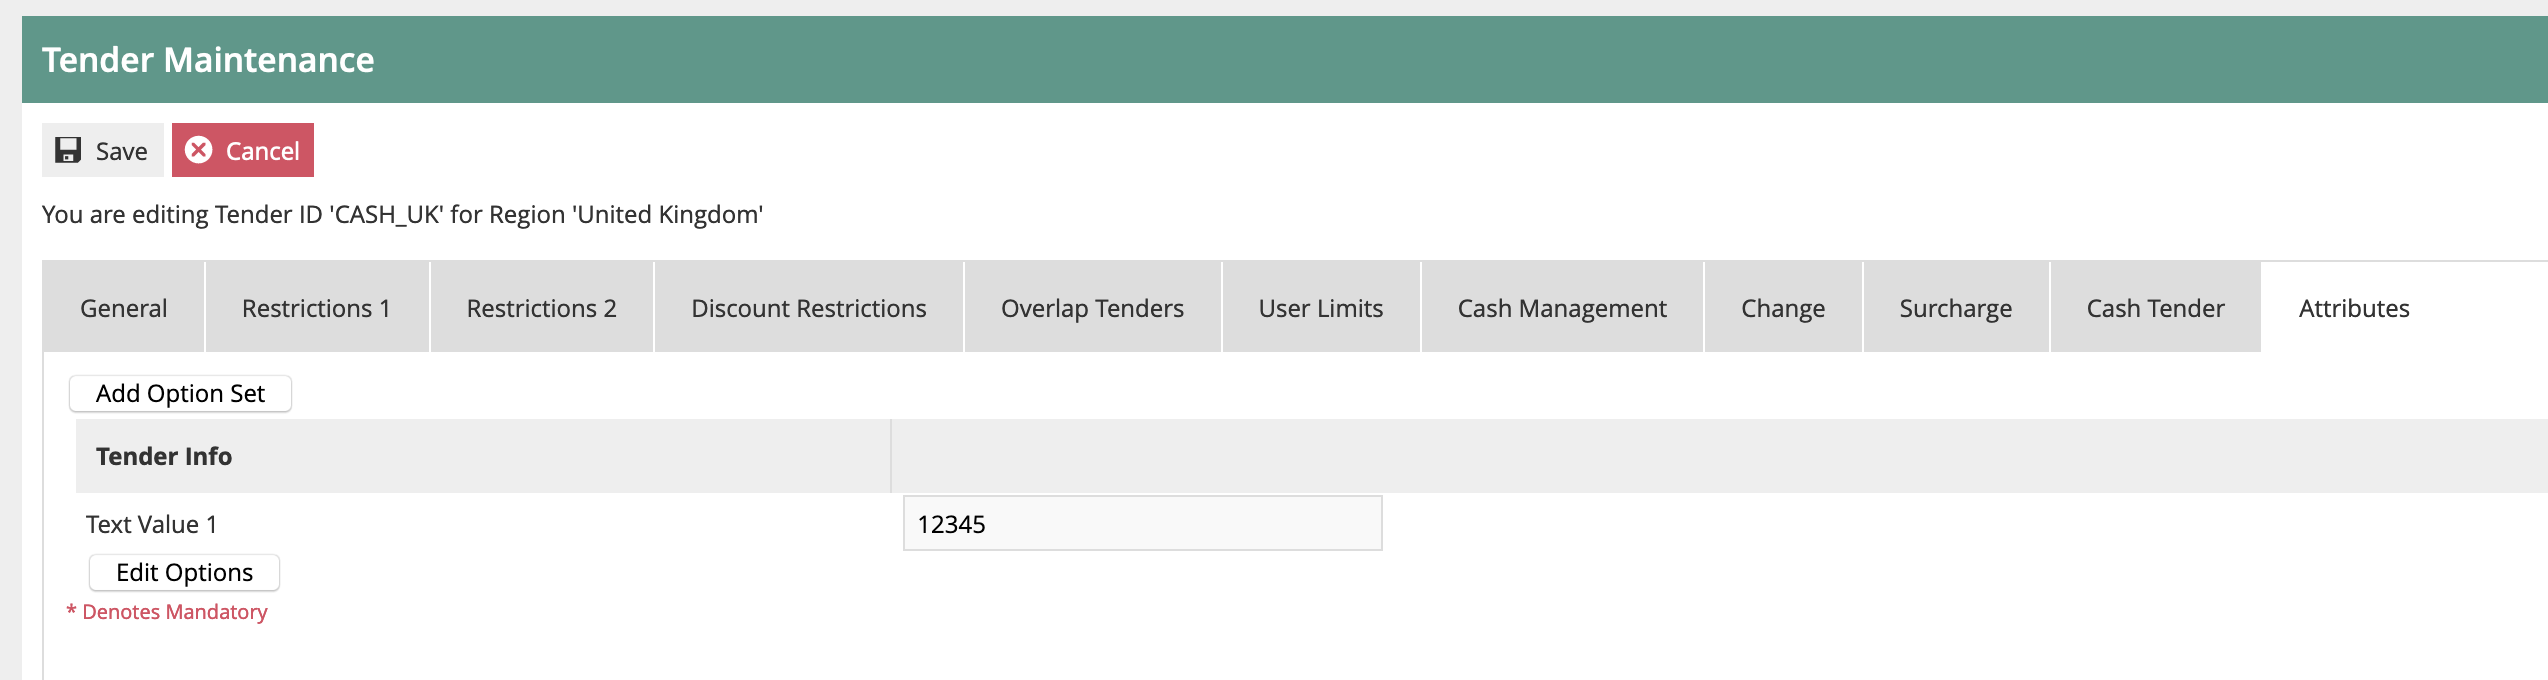 Tender Maintenance
Save Cancel
You are editing Tender ID 'CASH_UK' for Region 'United Kingdom'
General Restrictions 1 Restrictions 2 Discount Restrictions Overlap Tenders User Limits Cash Management Change Surcharge Cash Tender Attributes
Add Option Set
Tender Info
Text Value 1 12345
Edit Options
* Denotes Mandatory